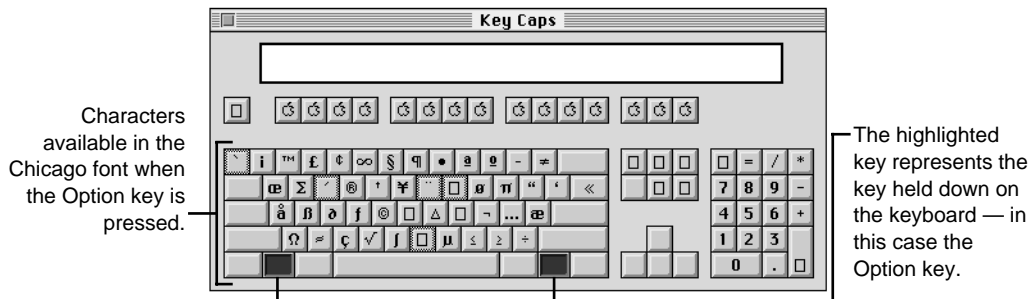 Key Caps
Characters
available in the
Chicago font when
the Option key is
pressed.
` ¡ ™ £ ¢ ∞ § ¶ • ª º - ≠
œ Σ ´ ® † ¥ ¨ ø π “ ‘ «
å ß ∂ ƒ © ∆ ¬ … æ
Ω ≈ ç √ ∫ µ ≤ ≥ ÷
= / *
7 8 9 -
4 5 6 +
1 2 3
0 .
The highlighted
key represents the
key held down on
the keyboard — in
this case the
Option key.